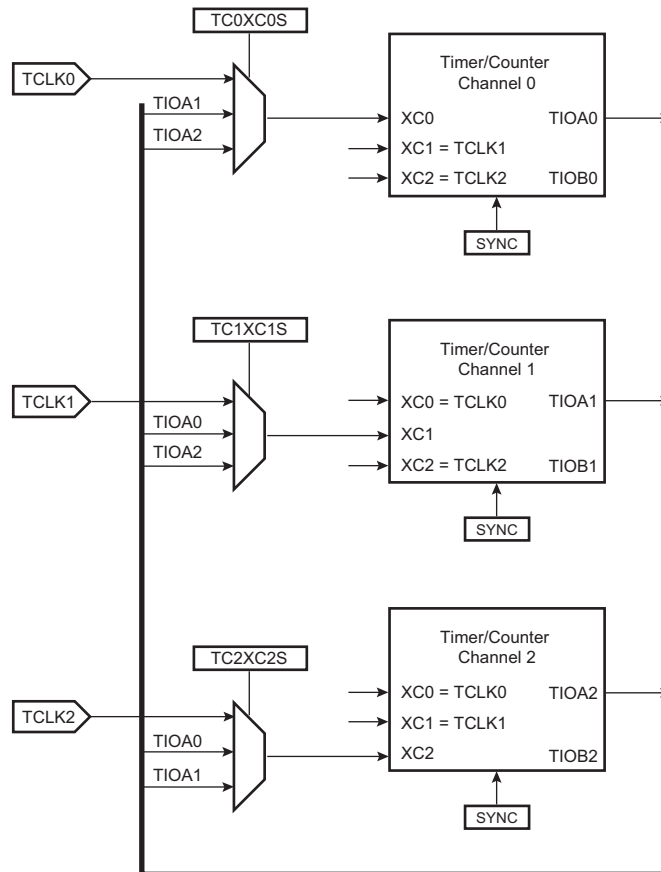 TC0XC0S
TCLK0
TIOA1
TIOA2
Timer/Counter
Channel 0
XC0
TIOA0
XC1 = TCLK1
XC2 = TCLK2
TIOB0
SYNC
TC1XC1S
TCLK1
TIOA0
TIOA2
Timer/Counter
Channel 1
XC0 = TCLK0
TIOA1
XC1
XC2 = TCLK2
TIOB1
SYNC
TC2XC2S
TCLK2
TIOA0
TIOA1
Timer/Counter
Channel 2
XC0 = TCLK0
TIOA2
XC1 = TCLK1
XC2
TIOB2
SYNC